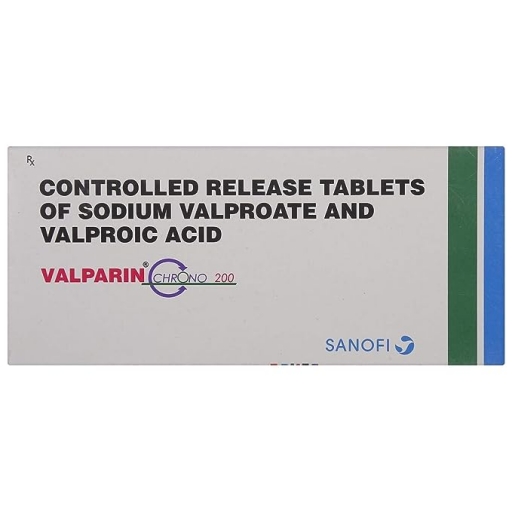 Rx
CONTROLLED RELEASE TABLETS
OF SODIUM VALPROATE AND
VALPROIC ACID
VALPARIN® CHRONO 200
SANOFI